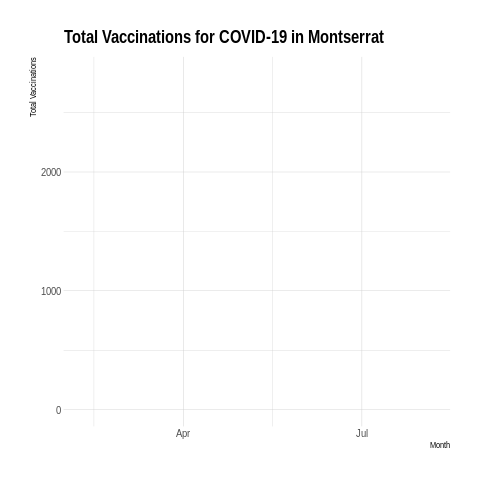 Total Vaccinations for COVID-19 in Montserrat
Total Vaccinations
2000
1000
0
Apr
Jul
Month